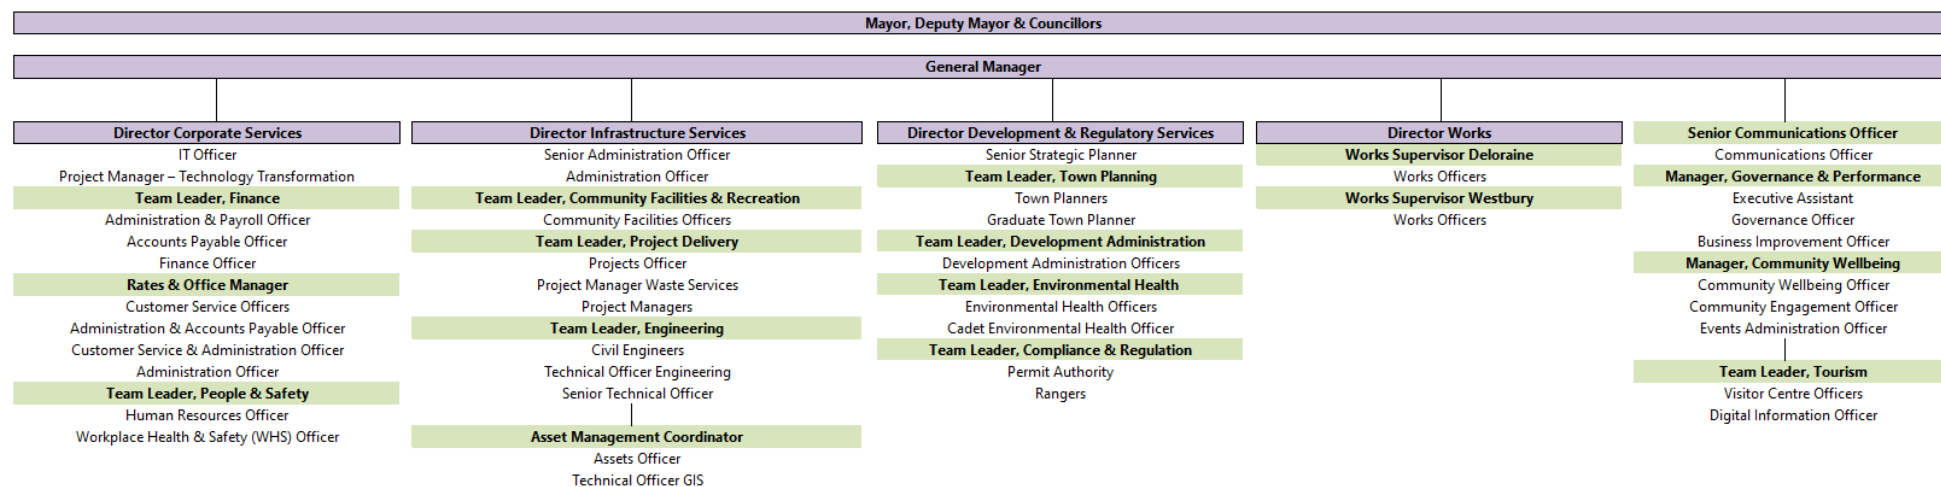 Mayor, Deputy Mayor & Councillors
General Manager
Director Corporate Services
IT Officer
Project Manager – Technology Transformation
Team Leader, Finance
Administration & Payroll Officer
Accounts Payable Officer
Finance Officer
Rates & Office Manager
Customer Service Officers
Administration & Accounts Payable Officer
Customer Service & Administration Officer
Administration Officer
Team Leader, People & Safety
Human Resources Officer
Workplace Health & Safety (WHS) Officer
Director Infrastructure Services
Senior Administration Officer
Administration Officer
Team Leader, Community Facilities & Recreation
Community Facilities Officers
Team Leader, Project Delivery
Projects Officer
Project Manager Waste Services
Project Managers
Team Leader, Engineering
Civil Engineers
Technical Officer Engineering
Senior Technical Officer
Asset Management Coordinator
Assets Officer
Technical Officer GIS
Director Development & Regulatory Services
Senior Strategic Planner
Team Leader, Town Planning
Town Planners
Graduate Town Planner
Team Leader, Development Administration
Development Administration Officers
Team Leader, Environmental Health
Environmental Health Officers
Cadet Environmental Health Officer
Team Leader, Compliance & Regulation
Permit Authority
Rangers
Director Works
Works Supervisor Deloraine
Works Officers
Works Supervisor Westbury
Works Officers
Senior Communications Officer
Communications Officer
Manager, Governance & Performance
Executive Assistant
Governance Officer
Business Improvement Officer
Manager, Community Wellbeing
Community Wellbeing Officer
Community Engagement Officer
Events Administration Officer
Team Leader, Tourism
Visitor Centre Officers
Digital Information Officer